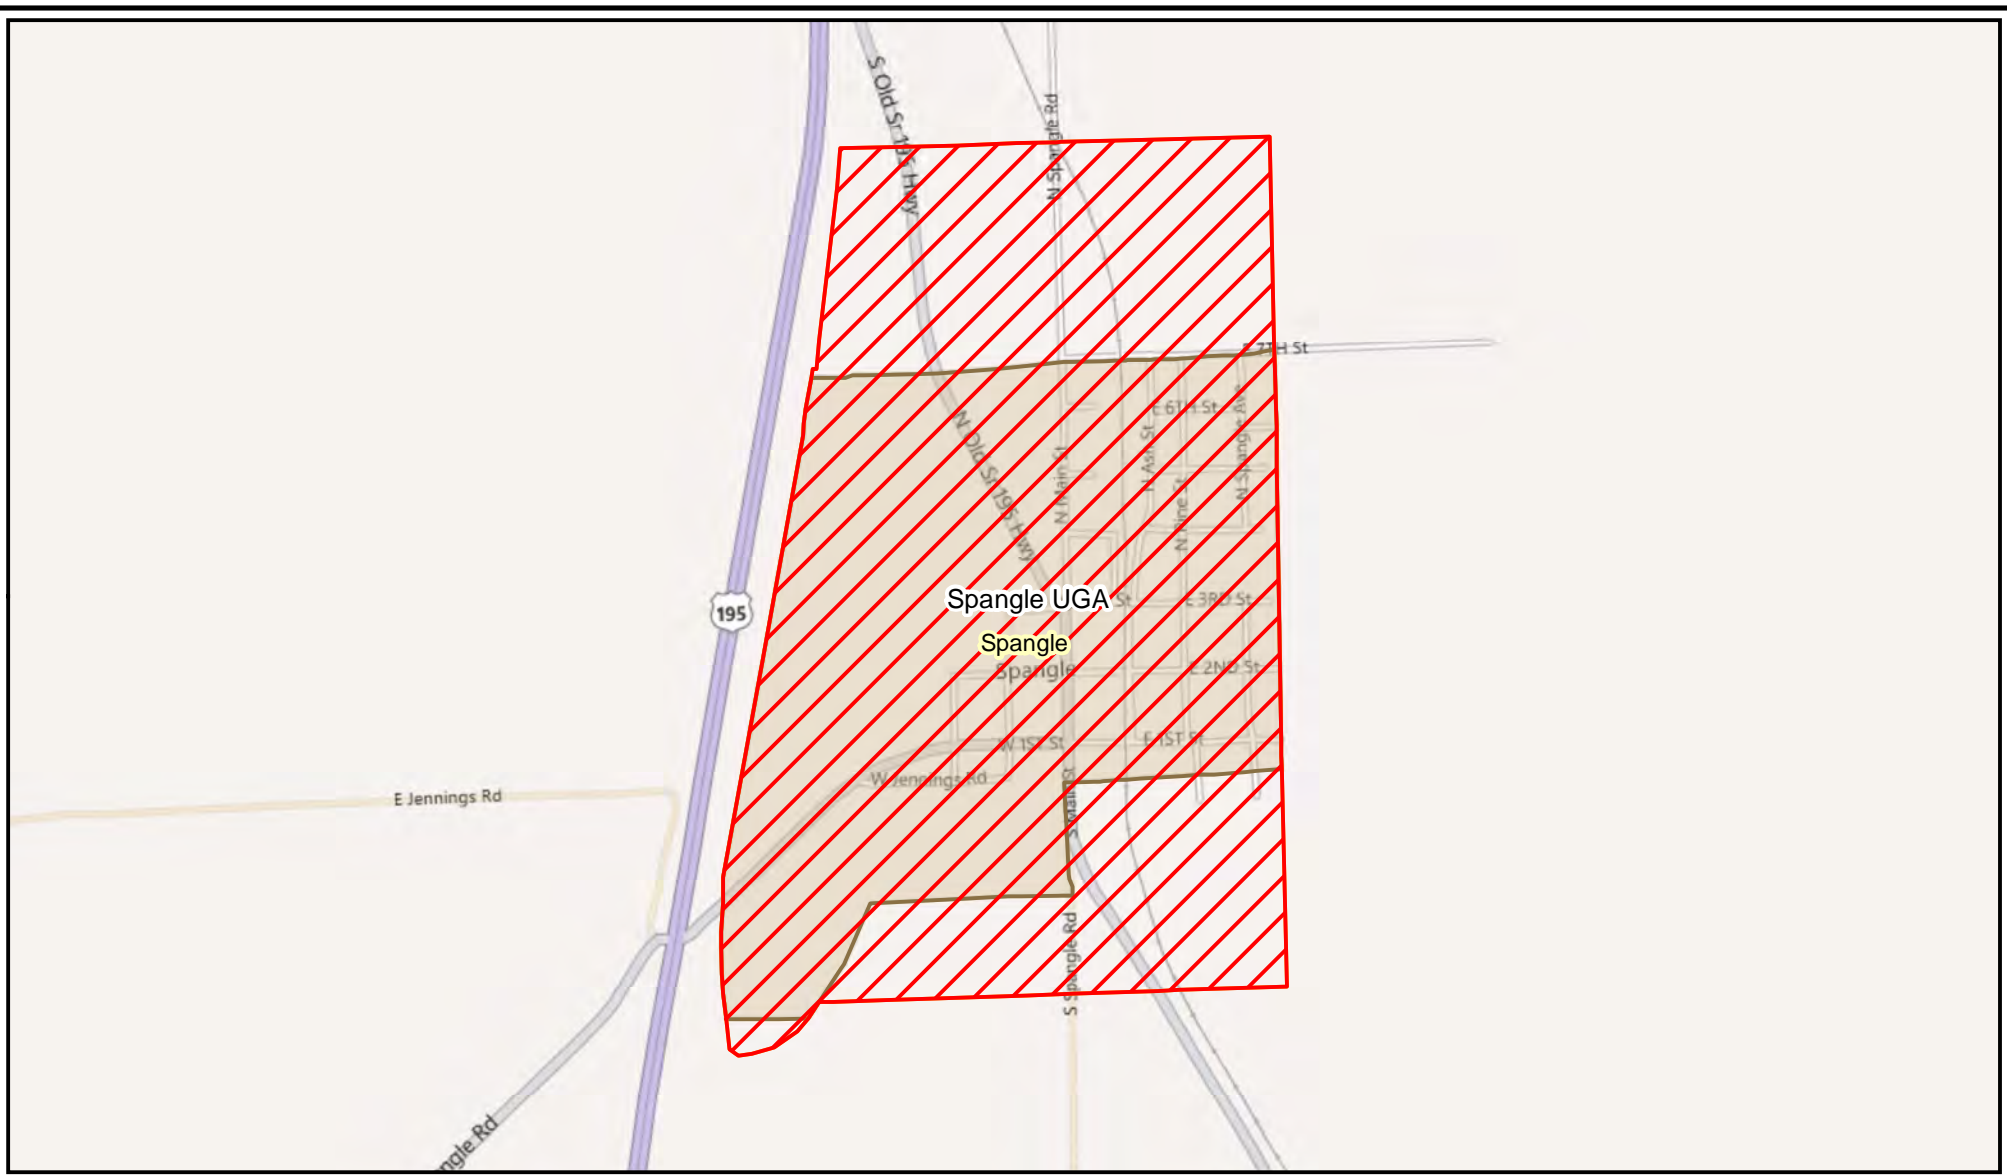 S Old Sr 195 Hwy
N Spangle Rd
E 7TH St
E 6TH St
N Spangle Ave
N Ash St
N Main St
N Pine St
N Old Sr 195 Hwy
Spangle UGA
St
E 3RD St
195
Spangle
Spangle
E 2ND St
W 1ST St
E 1ST St
W Jennings Rd
E Jennings Rd
S Main St
S Spangle Rd
ngle Rd